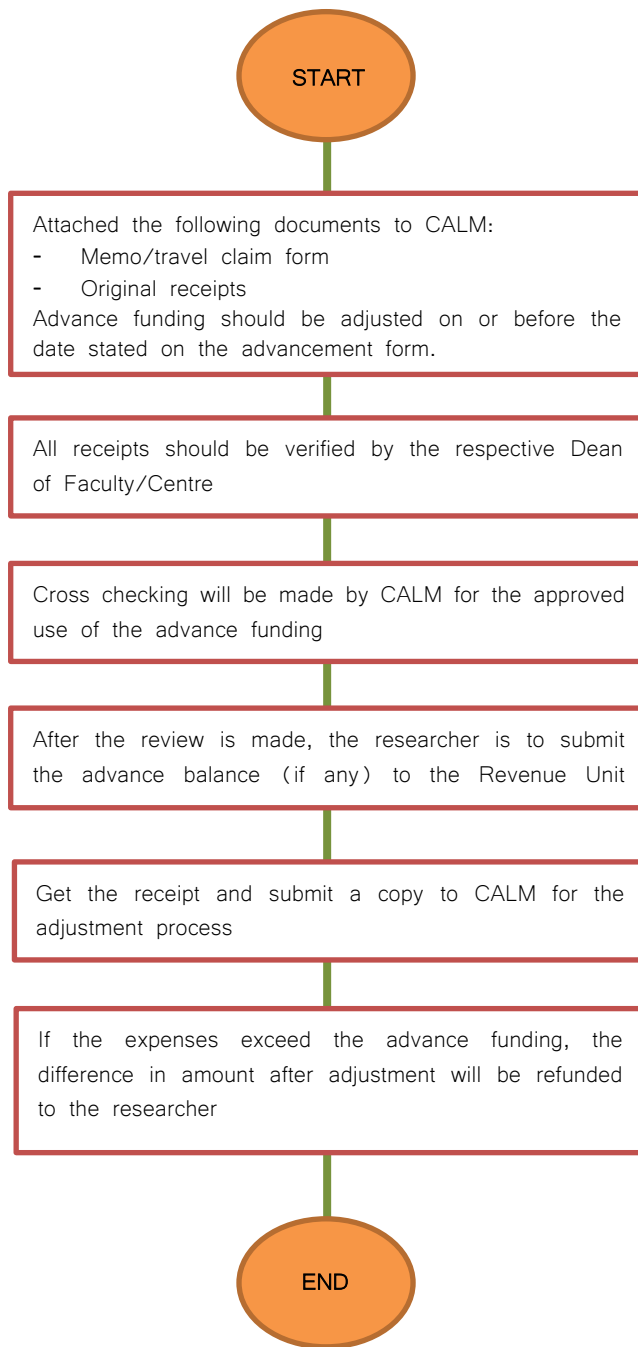 START
Attached the following documents to CALM:
- Memo/travel claim form
- Original receipts
Advance funding should be adjusted on or before the
date stated on the advancement form.
All receipts should be verified by the respective Dean
of Faculty/Centre
Cross checking will be made by CALM for the approved
use of the advance funding
After the review is made, the researcher is to submit
the advance balance (if any) to the Revenue Unit
Get the receipt and submit a copy to CALM for the
adjustment process
If the expenses exceed the advance funding, the
difference in amount after adjustment will be refunded
to the researcher
END